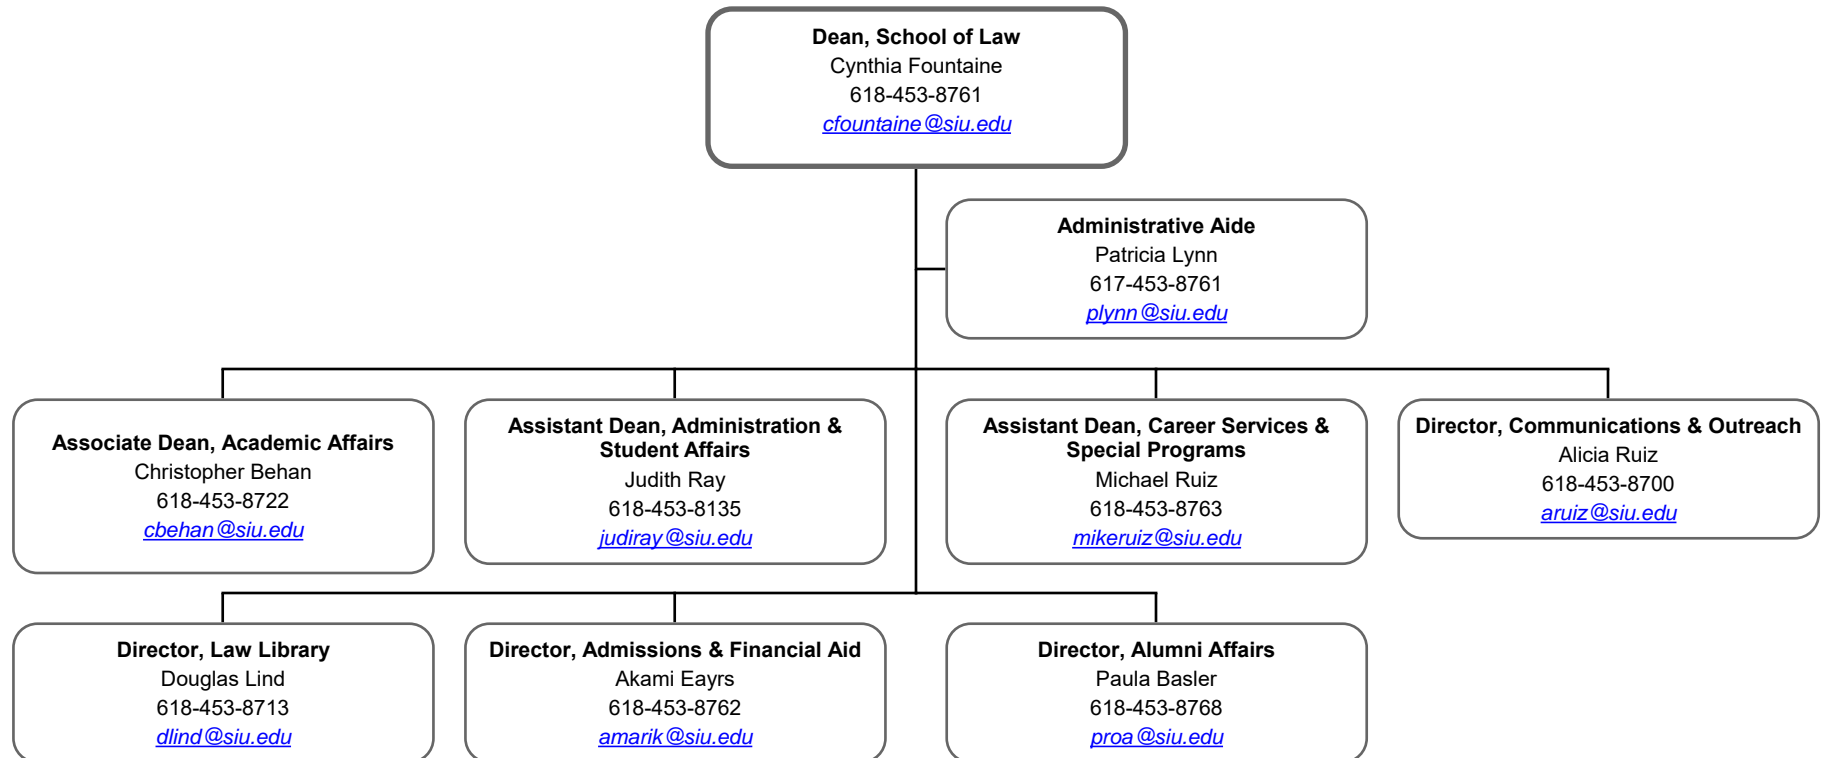 Dean, School of Law
Cynthia Fountaine
618-453-8761
cfountaine@siu.edu
Administrative Aide
Patricia Lynn
617-453-8761
plynn@siu.edu
Associate Dean, Academic Affairs
Christopher Behan
618-453-8722
cbehan@siu.edu
Assistant Dean, Administration &
Student Affairs
Judith Ray
618-453-8135
judiray@siu.edu
Assistant Dean, Career Services &
Special Programs
Michael Ruiz
618-453-8763
mikeruiz@siu.edu
Director, Communications & Outreach
Alicia Ruiz
618-453-8700
aruiz@siu.edu
Director, Law Library
Douglas Lind
618-453-8713
dlind@siu.edu
Director, Admissions & Financial Aid
Akami Eayrs
618-453-8762
amarik@siu.edu
Director, Alumni Affairs
Paula Basler
618-453-8768
proa@siu.edu